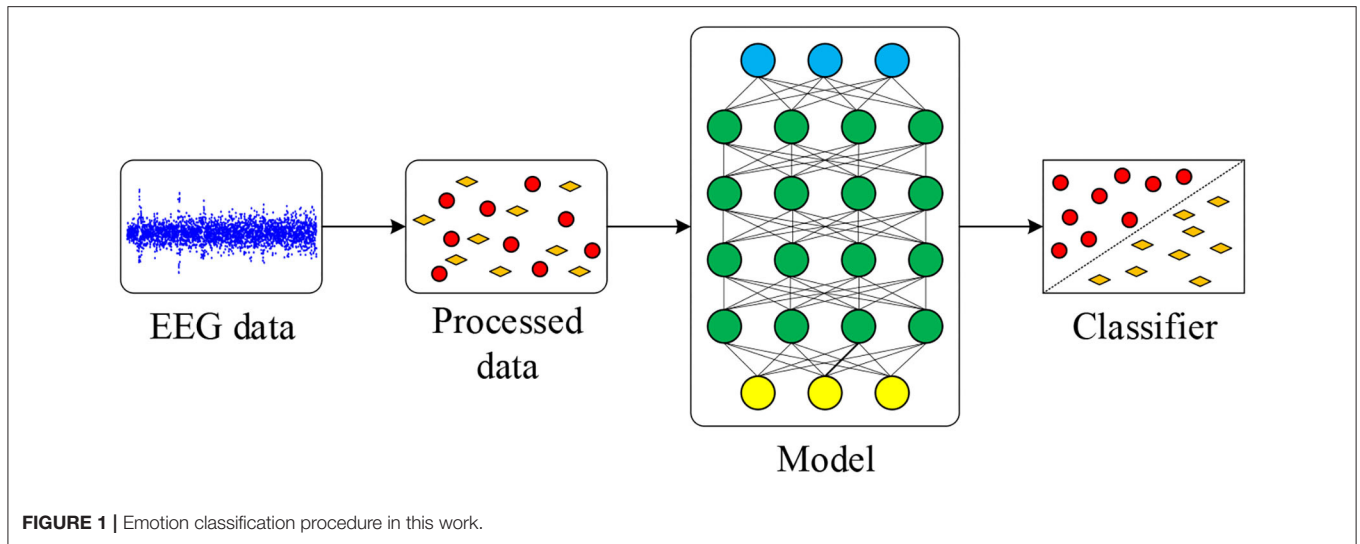 EEG data
Processed
data
Model
Classifier
FIGURE 1 | Emotion classification procedure in this work.